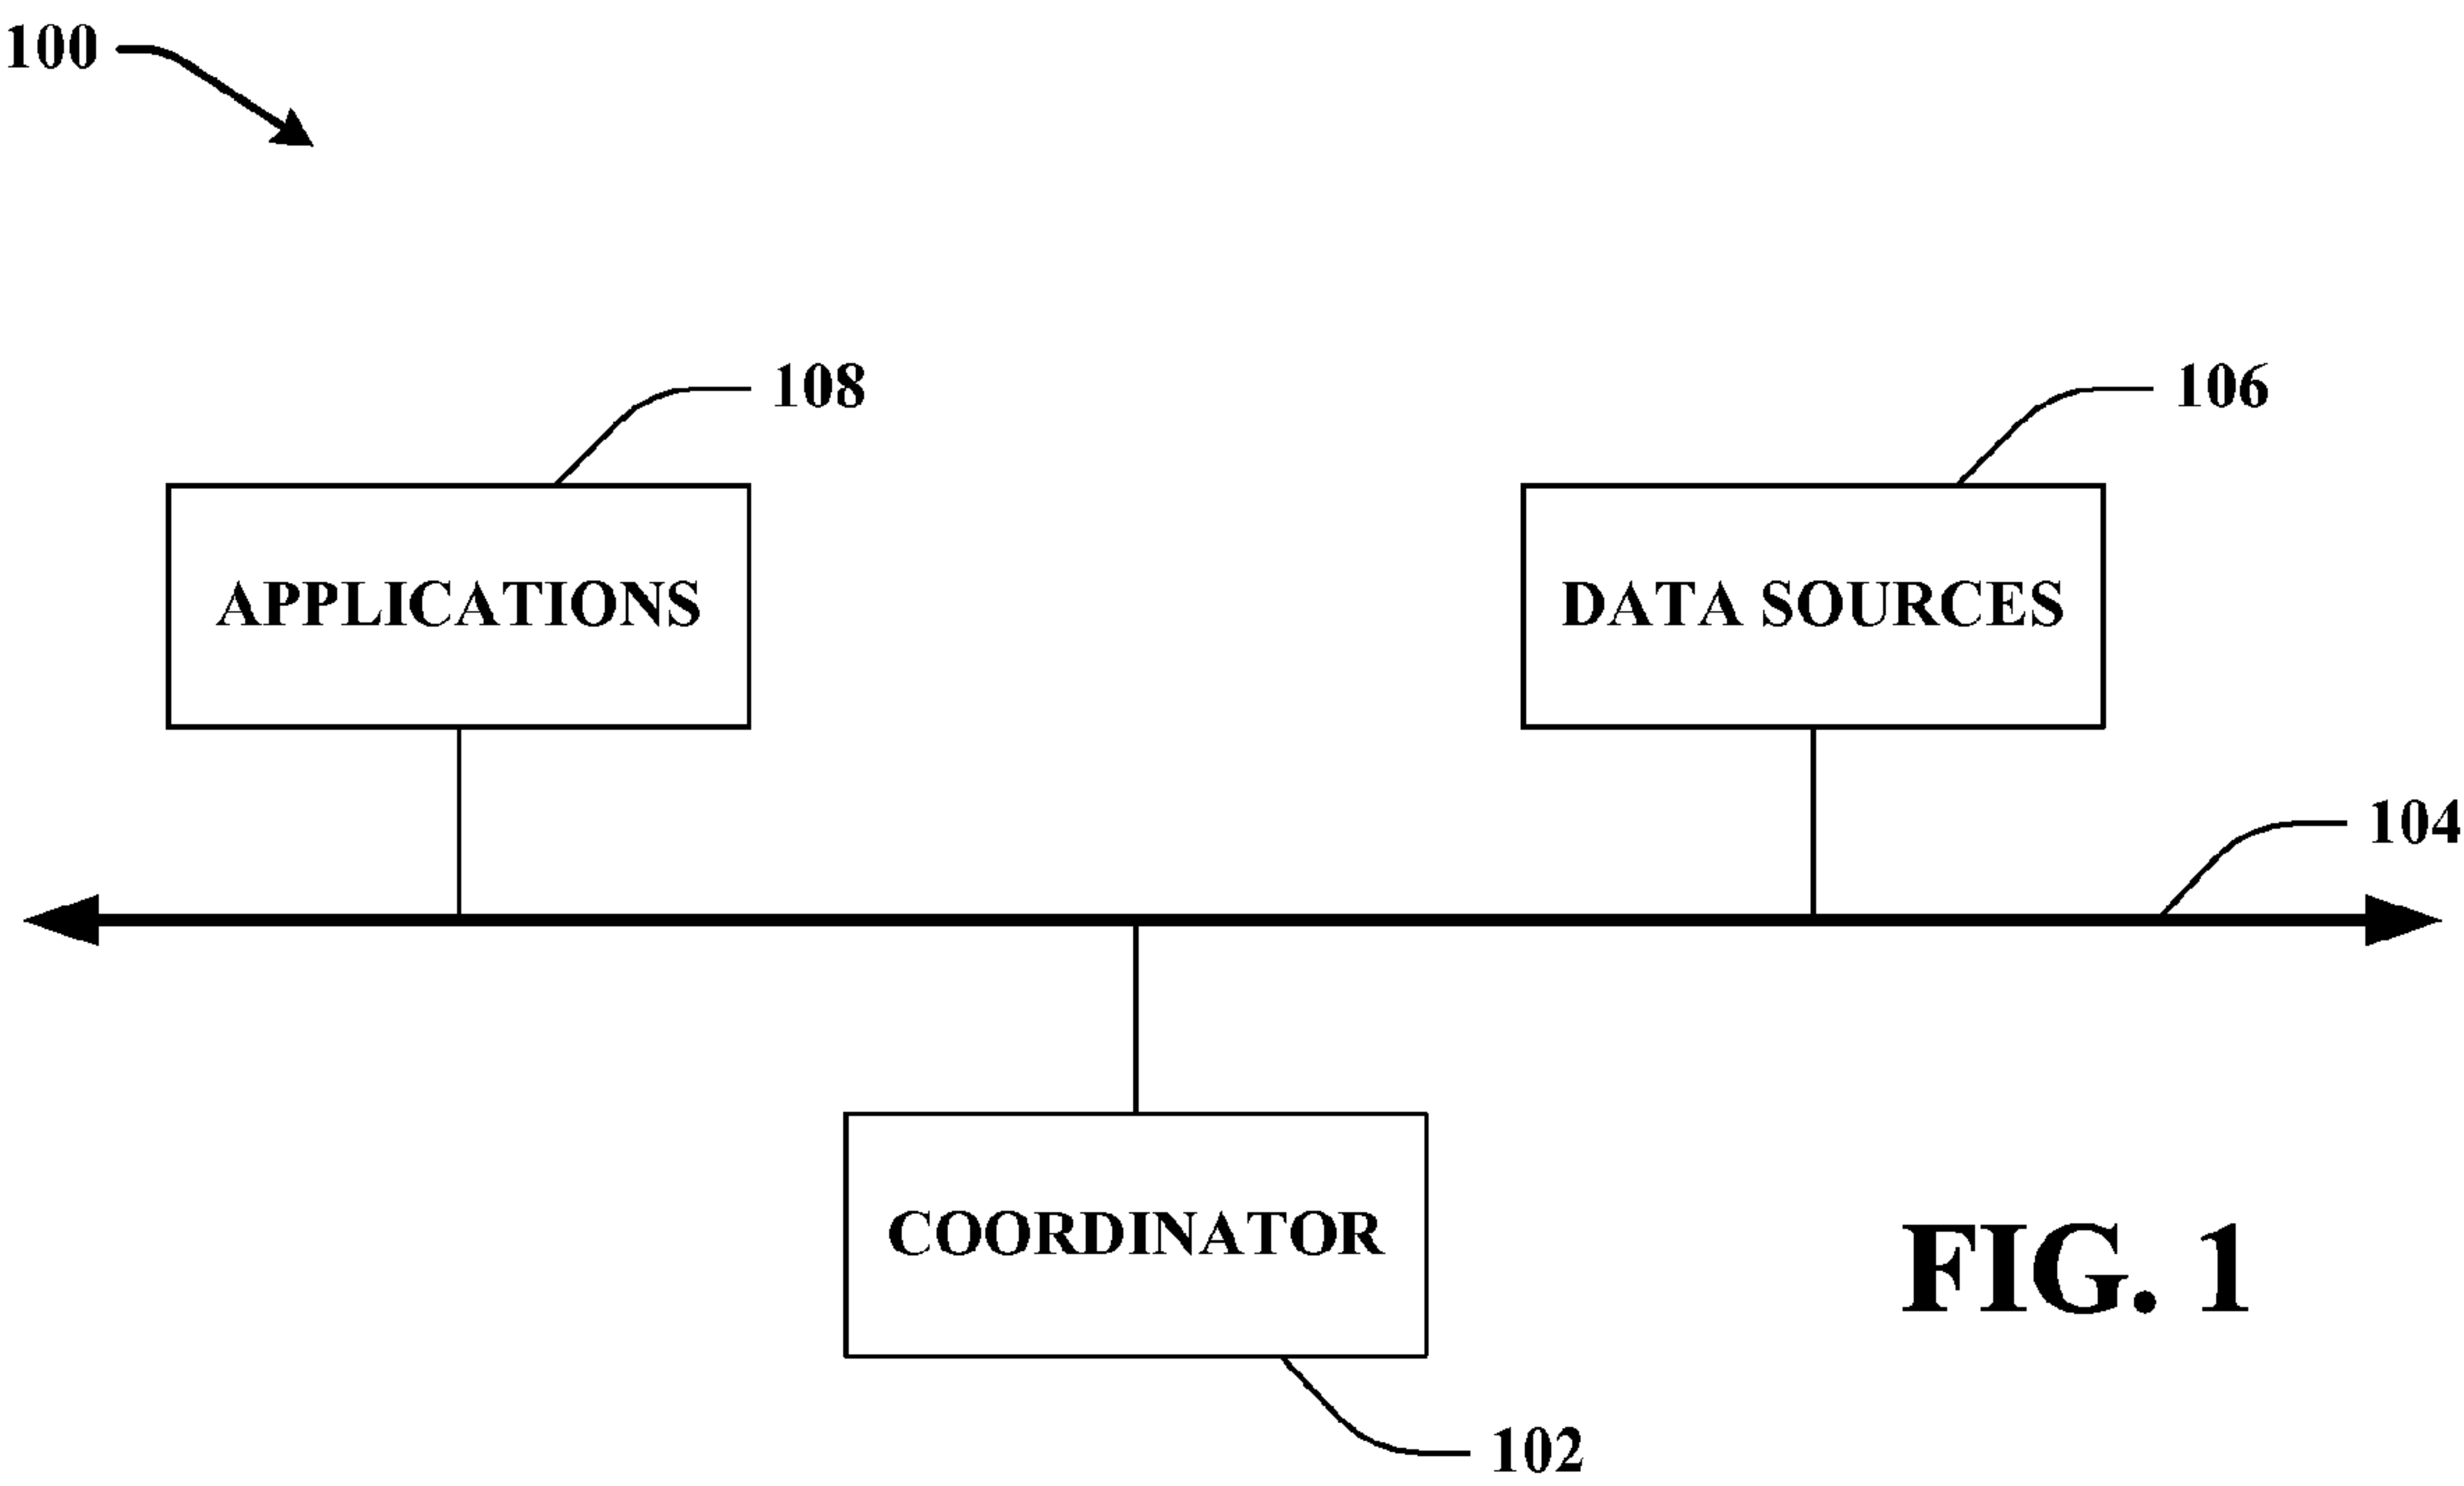 100
108
106
APPLICATIONS
DATA SOURCES
104
COORDINATOR
FIG. 1
102